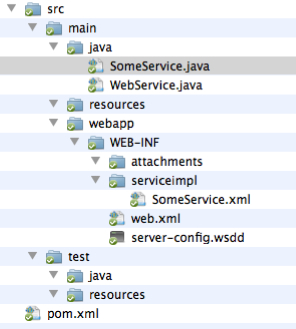 src
main
java
SomeService.java
WebService.java
resources
webapp
WEB-INF
attachments
serviceimpl
SomeService.xml
web.xml
server-config.wsdd
test
java
resources
pom.xml